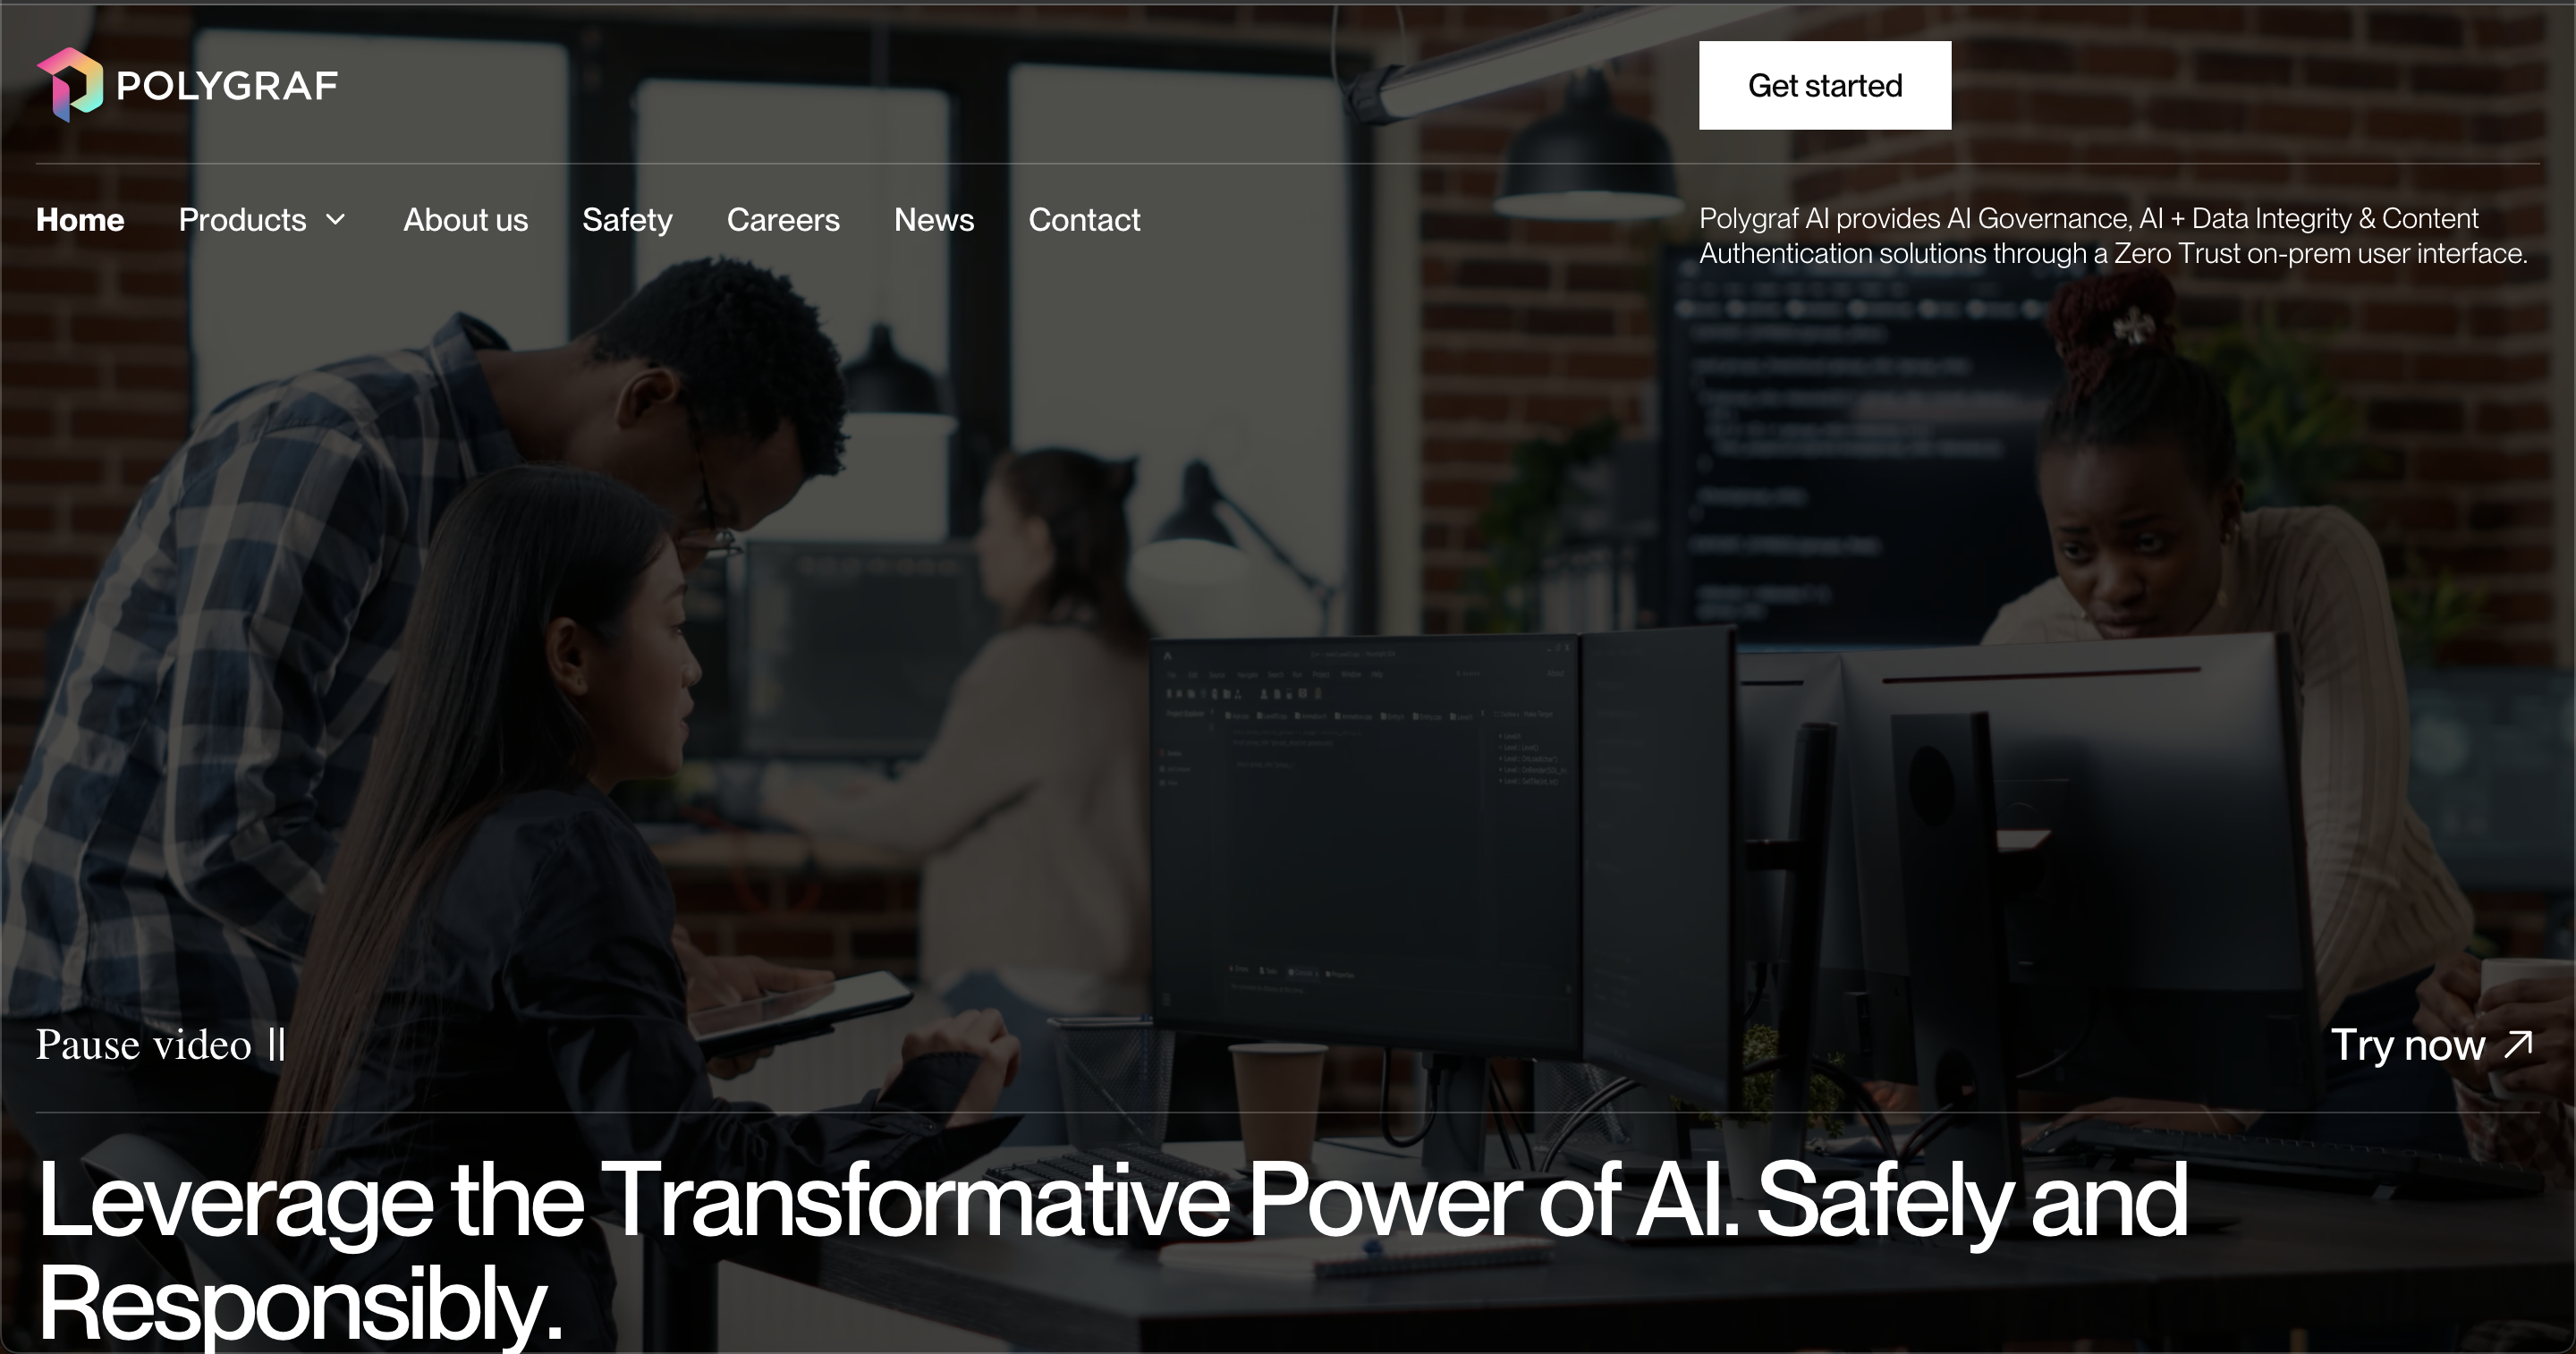 POLYGRAF
Get started
Home Products About us Safety Careers News Contact
Polygraf AI provides AI Governance, AI + Data Integrity & Content
Authentication solutions through a Zero Trust on-prem user interface.
Pause video
Try now
Leverage the Transformative Power of AI. Safely and
Responsibly.